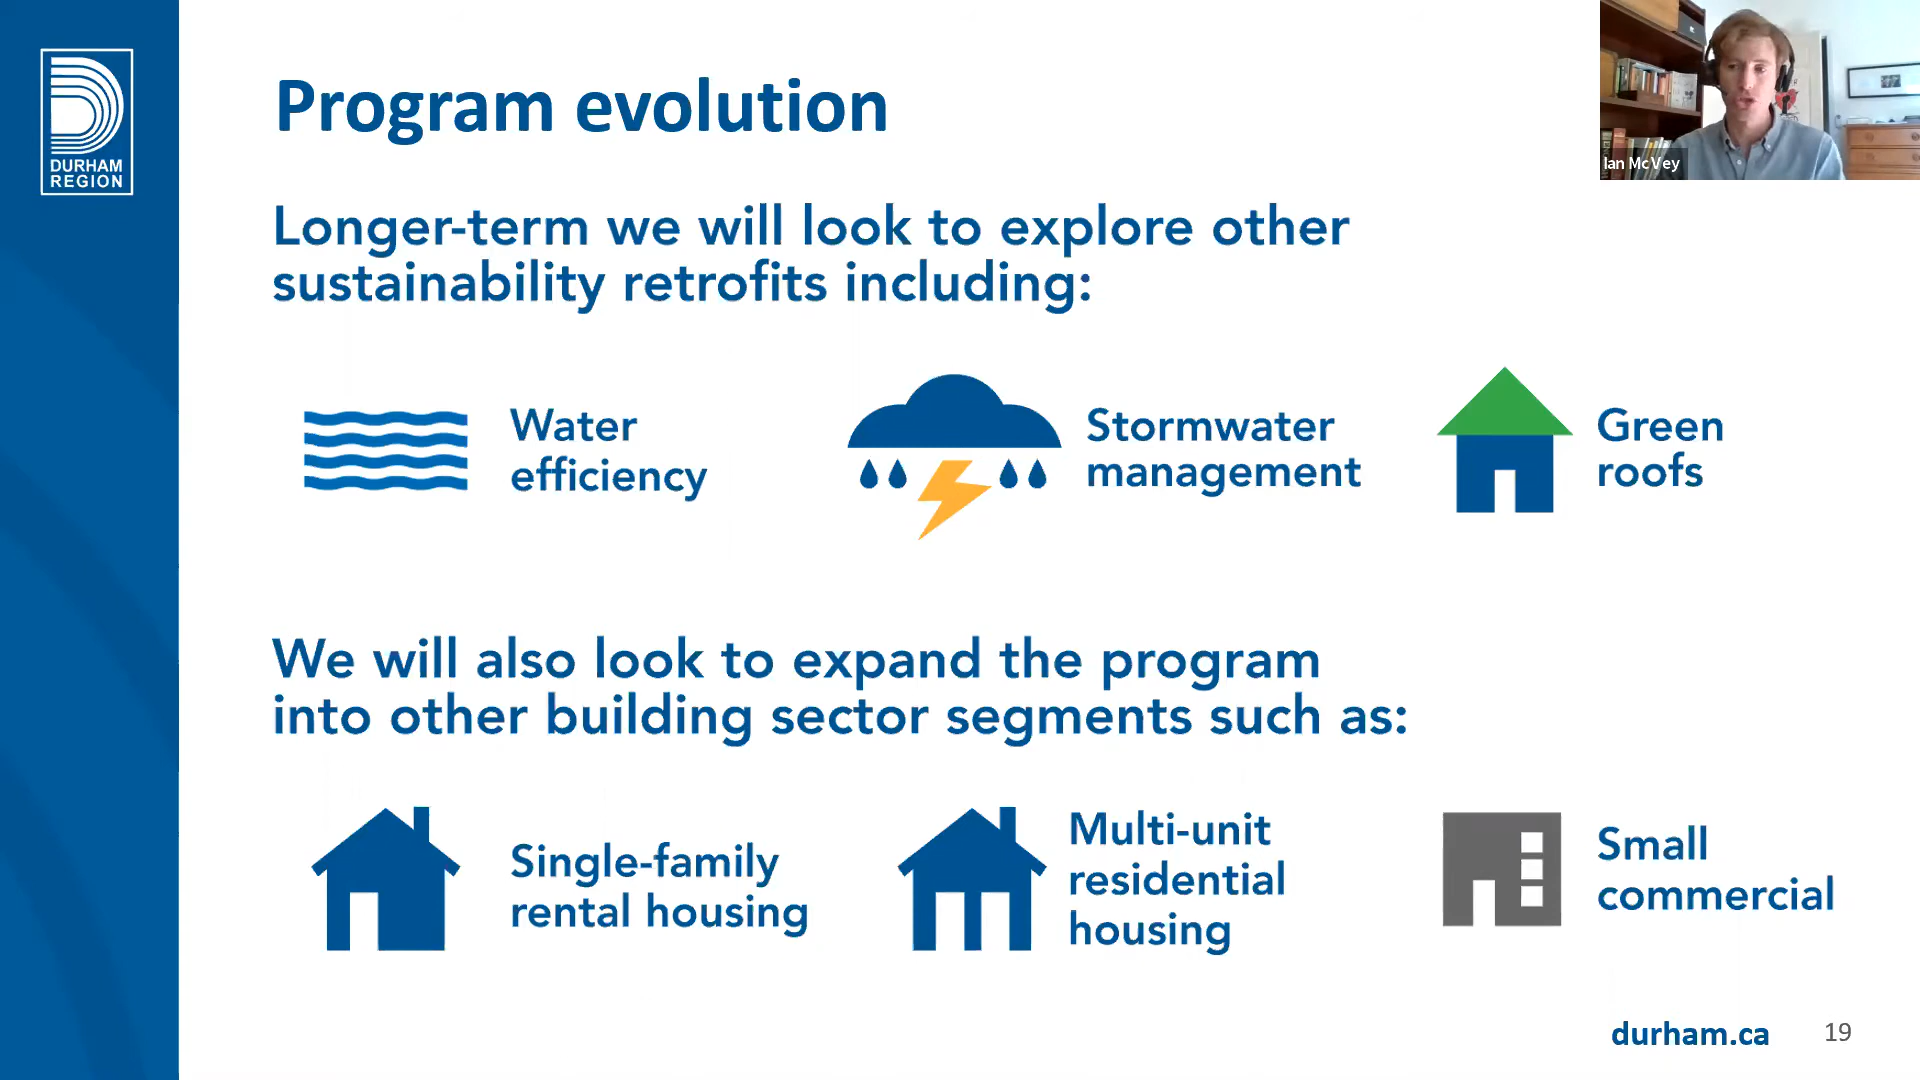 DURHAM
REGION
Program evolution
Ian McVey
Longer-term we will look to explore other
sustainability retrofits including:
Water
efficiency
Stormwater
management
Green
roofs
We will also look to expand the program
into other building sector segments such as:
Single-family
rental housing
Multi-unit
residential
housing
Small
commercial
durham.ca
19